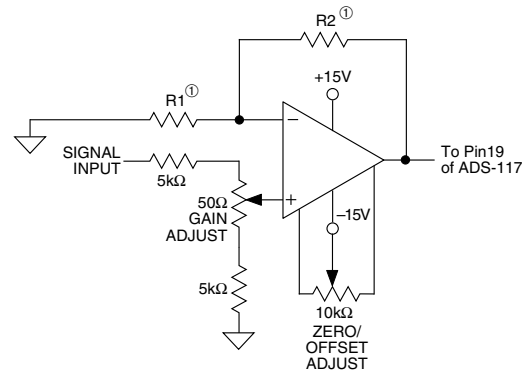 R2①
+15V
R1①
−
To Pin19
of ADS-117
SIGNAL
INPUT
5kΩ
50Ω
GAIN
ADJUST
+
–15V
5kΩ
10kΩ
ZERO/
OFFSET
ADJUST